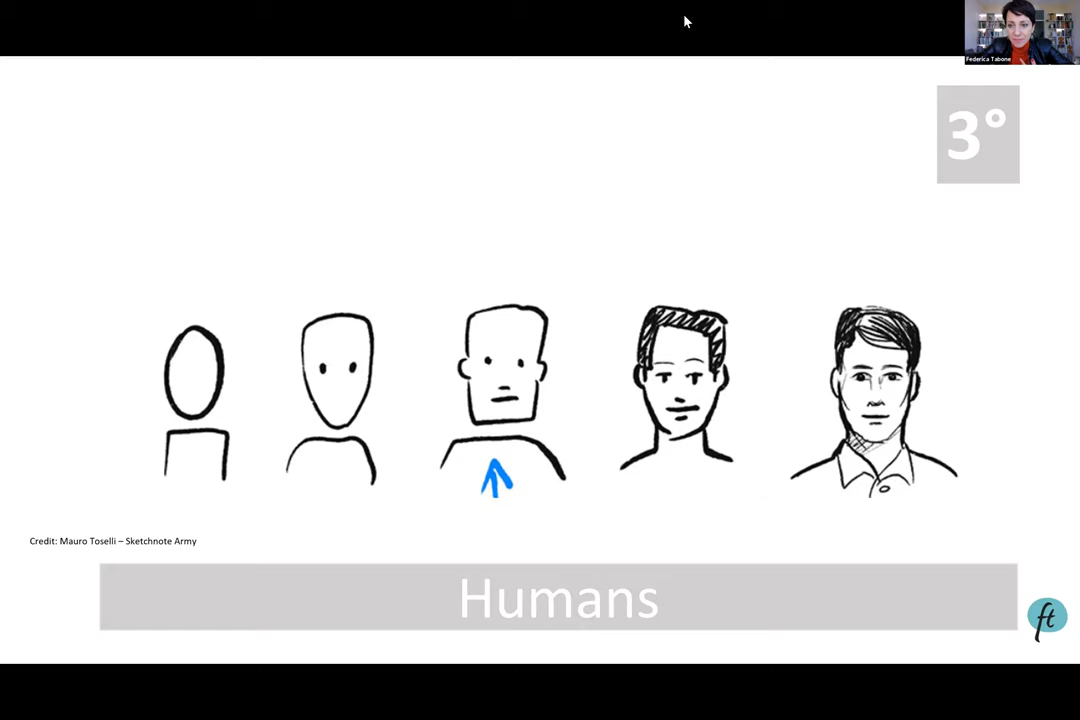 Federica Tabone
3°
Credit: Mauro Toselli – Sketchnote Army
Humans
ft